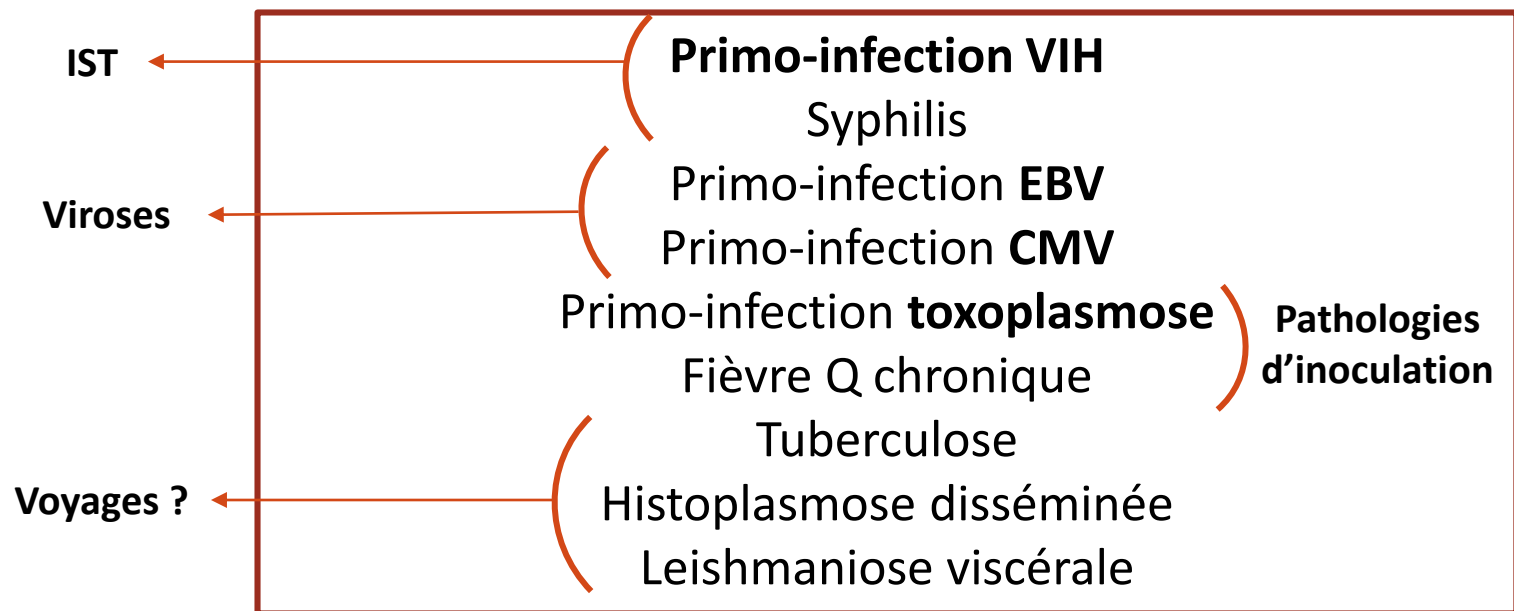 IST
Primo-infection VIH
Syphilis
Viroses
Primo-infection EBV
Primo-infection CMV
Primo-infection toxoplasmose
Fièvre Q chronique
Pathologies
d’inoculation
Voyages ?
Tuberculose
Histoplasmose disséminée
Leishmaniose viscérale